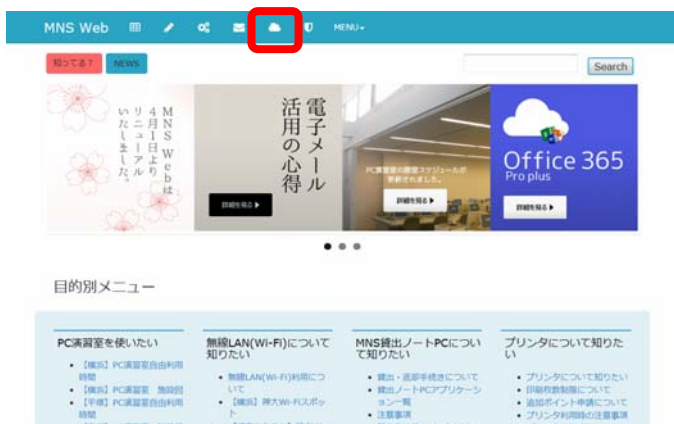 MNS Web
MENU
知ってる?
NEWS
Search
MNS Webは
4月1日より
リニューアル
いたしました。
電子メール
活用の心得
詳細を見る
PC演習室の開室スケジュールが
更新されました。
詳細を見る
Office 365
Pro plus
詳細を見る
目的別メニュー
PC演習室を使いたい
・【横浜】PC演習室自由利用
時間
・【横浜】PC演習室 施設図
・【平塚】PC演習室自由利用
時間
無線LAN(Wi-Fi)について
知りたい
・無線LAN(Wi-Fi)利用につ
いて
・【横浜】神大Wi-Fiスポッ
ト
MNS貸出ノートPCについ
て知りたい
・貸出・返却手続きについて
・貸出ノートPCアプリケーシ
ョン一覧
・注意事項
プリンタについて知りた
い
・プリンタについて知りたい
・印刷枚数制限について
・追加ポイント申請について
・プリンタ利用時の注意事項